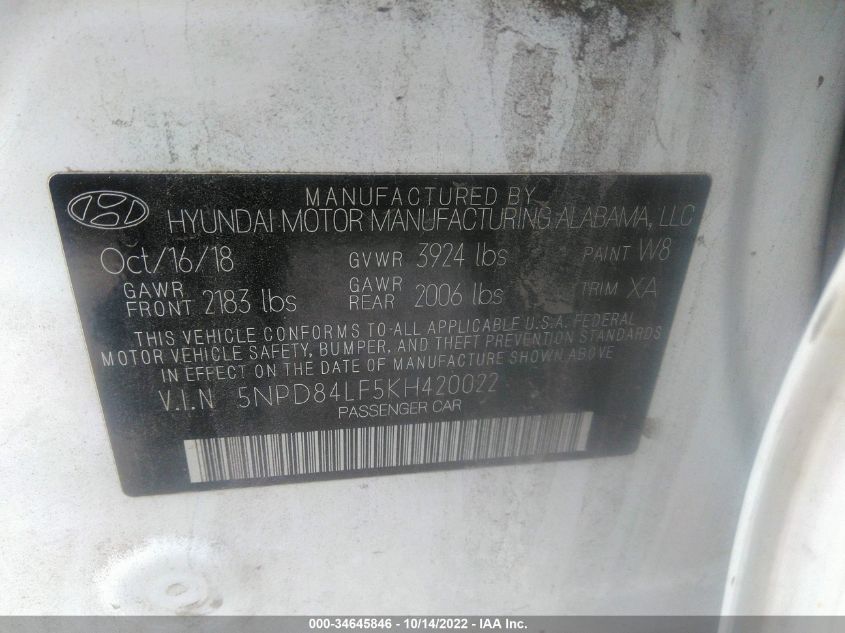 MANUFACTURED BY
HYUNDAI MOTOR MANUFACTURING ALABAMA, LLC
Oct/16/18 GVWR 3924 lbs PAINT W8
GAWR FRONT 2183 lbs GAWR REAR 2006 lbs TRIM XA
THIS VEHICLE CONFORMS TO ALL APPLICABLE U.S.A. FEDERAL
MOTOR VEHICLE SAFETY, BUMPER, AND THEFT PREVENTION STANDARDS
IN EFFECT ON THE DATE OF MANUFACTURE SHOWN ABOVE.
V.I.N 5NPD84LF5KH420022
PASSENGER CAR
000-34645846 | 10/14/2022 - IAA Inc.